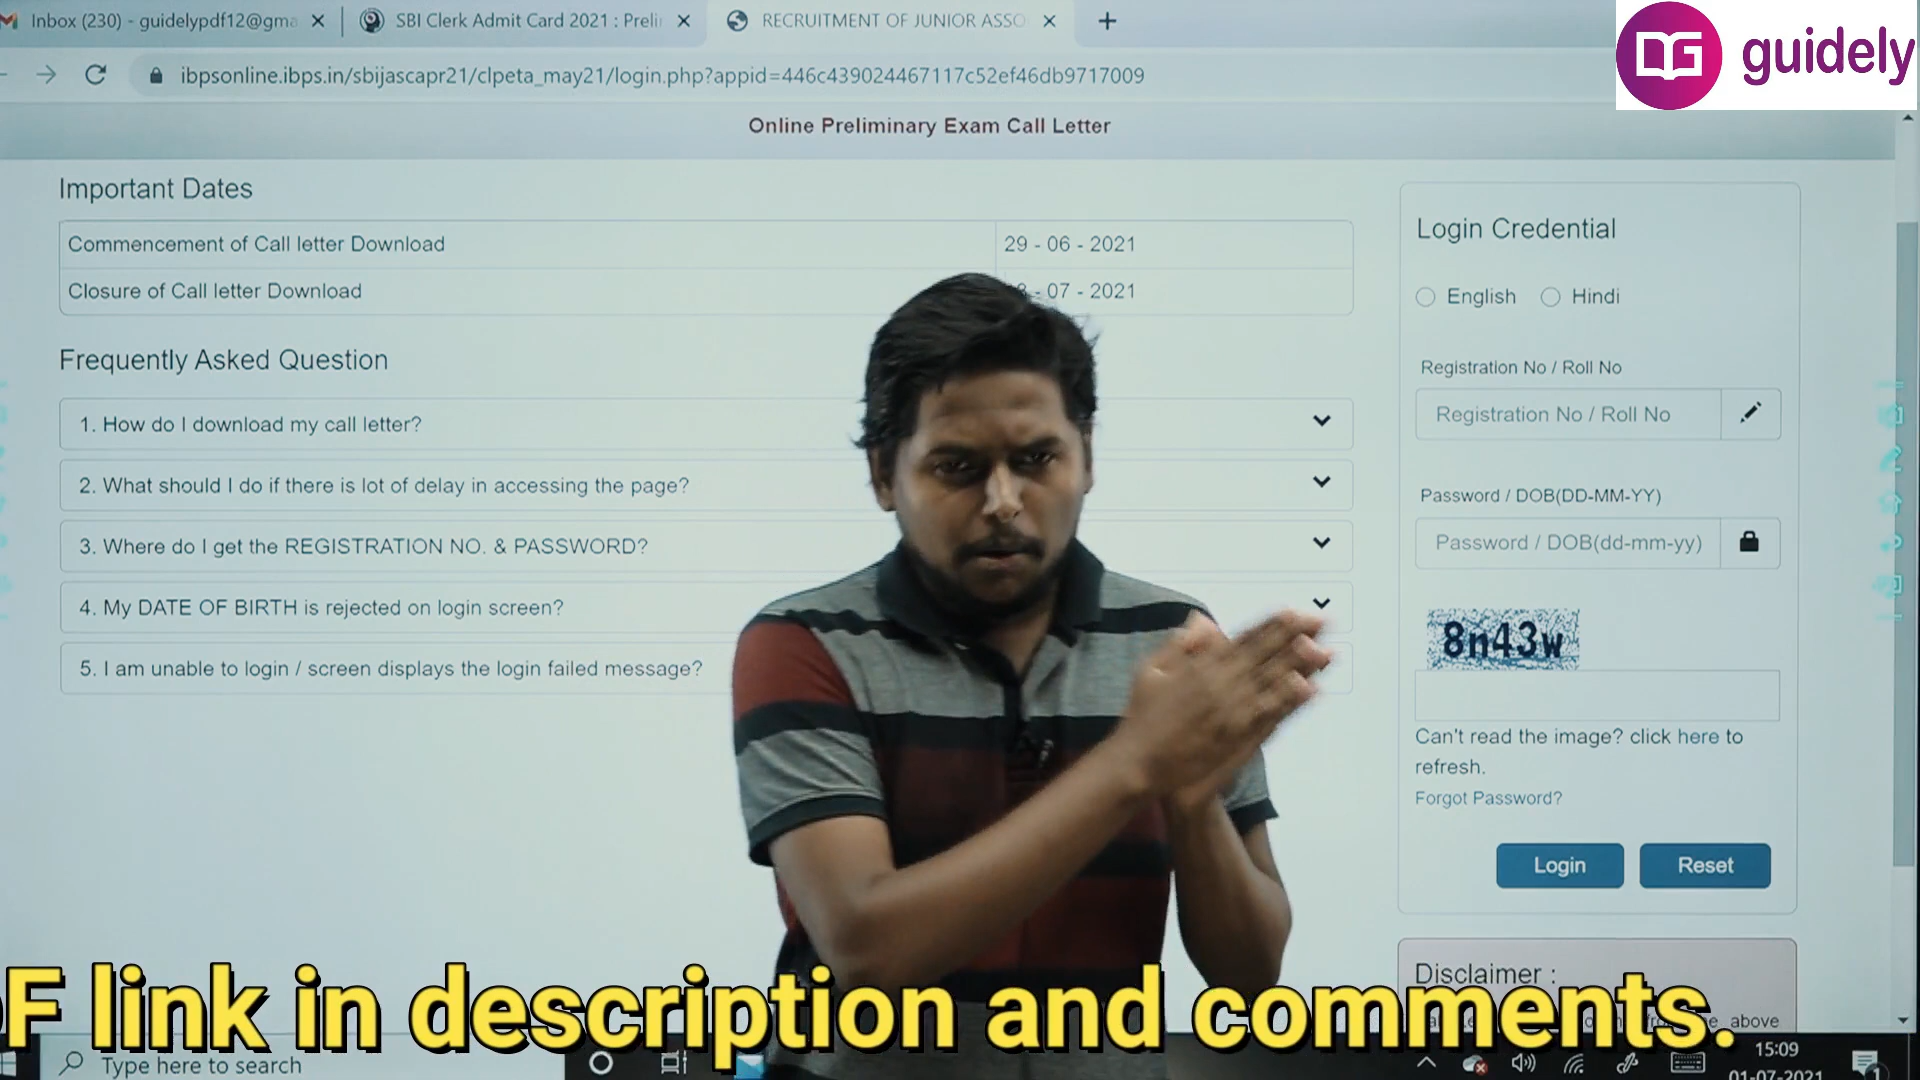 Inbox (230) - guidelypdf12@gma
SBI Clerk Admit Card 2021 : Preli
RECRUITMENT OF JUNIOR ASSO
guidely
ibpsonline.ibps.in/sbijascapr21/clpeta_may21/login.php?appid=446c439024467117c52ef46db9717009
Online Preliminary Exam Call Letter
Important Dates
Commencement of Call letter Download 29 - 06 - 2021
Closure of Call letter Download - 07 - 2021
Frequently Asked Question
1. How do I download my call letter?
2. What should I do if there is lot of delay in accessing the page?
3. Where do I get the REGISTRATION NO. & PASSWORD?
4. My DATE OF BIRTH is rejected on login screen?
5. I am unable to login / screen displays the login failed message?
Login Credential
English Hindi
Registration No / Roll No
Registration No / Roll No
Password / DOB(DD-MM-YY)
Password / DOB(dd-mm-yy)
8n43w
Can't read the image? click here to
refresh.
Forgot Password?
Login Reset
Disclaimer :
above
F link in description and comments.
Type here to search
15:09
01-07-2021